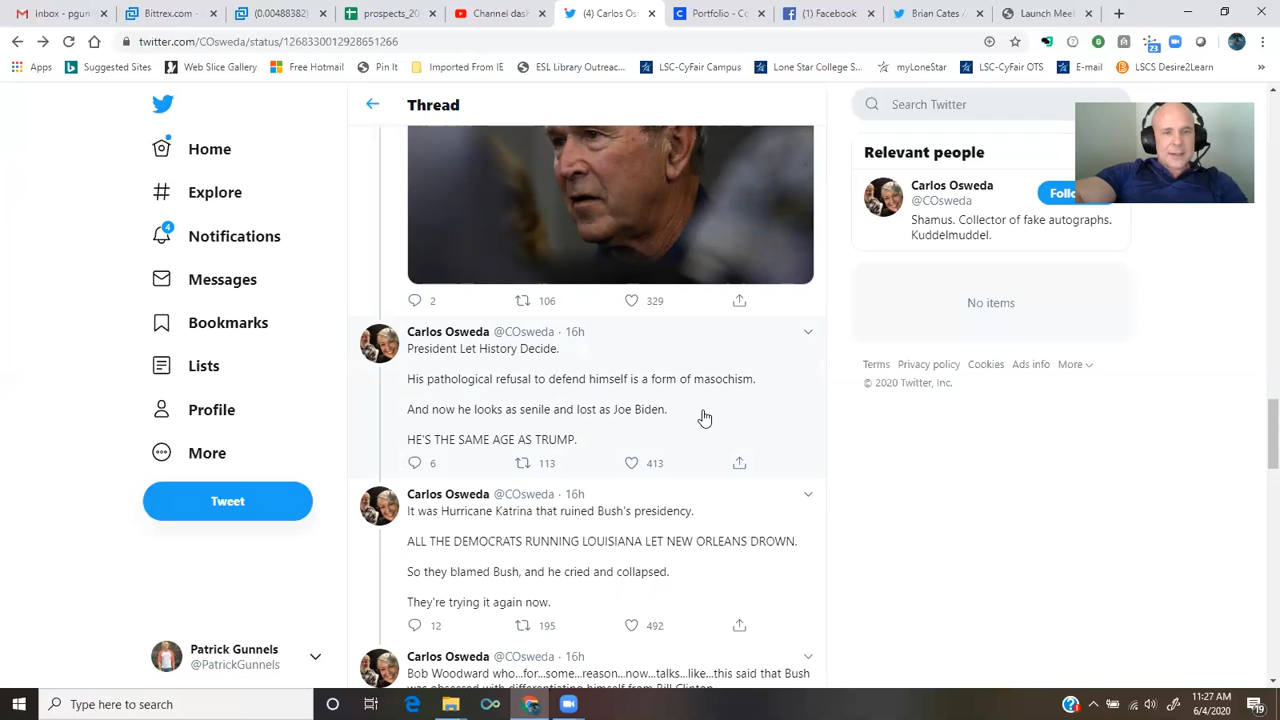 Inbox - pgui
Bittrex.com -
(0.00488382)
prospects_20
Channel dash
(4) Carlos Os
Portfolio - Co
(1) Facebook
Brian Cates /
Launch Meet
twitter.com/COsweda/status/1268330012928651266
23
Apps
Suggested Sites
Web Slice Gallery
Free Hotmail
Pin It
Imported From IE
ESL Library Outreac...
LSC-CyFair Campus
Lone Star College S...
myLoneStar
LSC-CyFair OTS
E-mail
LSCS Desire2Learn
Home
Explore
4
Notifications
Messages
Bookmarks
Lists
Profile
More
Tweet
Patrick Gunnels
@PatrickGunnels
Thread
2 106 329
Carlos Osweda @COsweda · 16h
President Let History Decide.
His pathological refusal to defend himself is a form of masochism.
And now he looks as senile and lost as Joe Biden.
HE'S THE SAME AGE AS TRUMP.
6 113 413
Carlos Osweda @COsweda · 16h
It was Hurricane Katrina that ruined Bush's presidency.
ALL THE DEMOCRATS RUNNING LOUISIANA LET NEW ORLEANS DROWN.
So they blamed Bush, and he cried and collapsed.
They're trying it again now.
12 195 492
Carlos Osweda @COsweda · 16h
Bob Woodward who...for...some...reason...now...talks...like...this said that Bush
was obsessed with differentiating himself from Bill Clinton
Search Twitter
Relevant people
Carlos Osweda
@COsweda
Follo
Shamus. Collector of fake autographs.
Kuddelmuddel.
No items
Terms Privacy policy Cookies Ads info More
© 2020 Twitter, Inc.
Type here to search
11:27 AM
6/4/2020
19